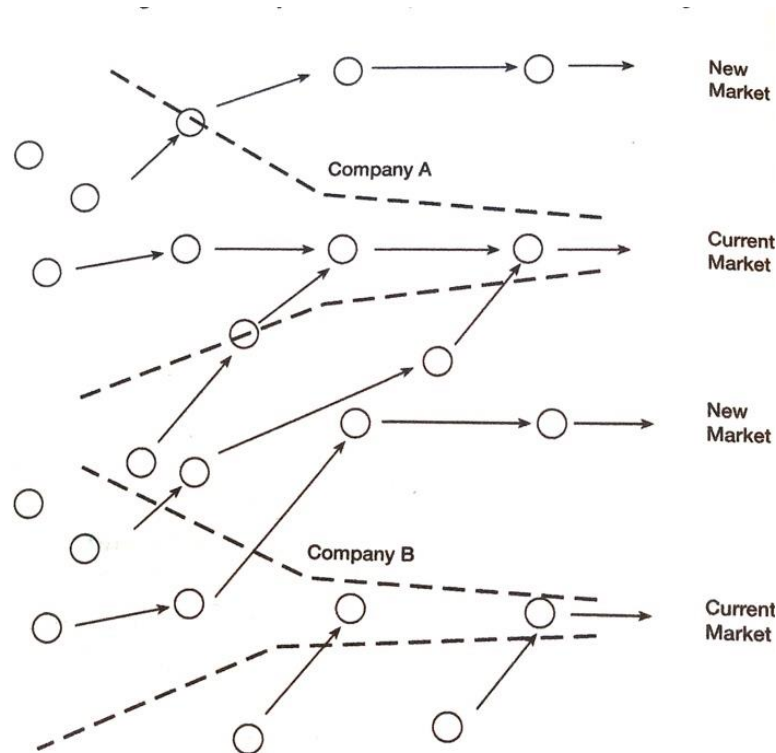 New
Market
Company A
Current
Market
New
Market
Company B
Current
Market